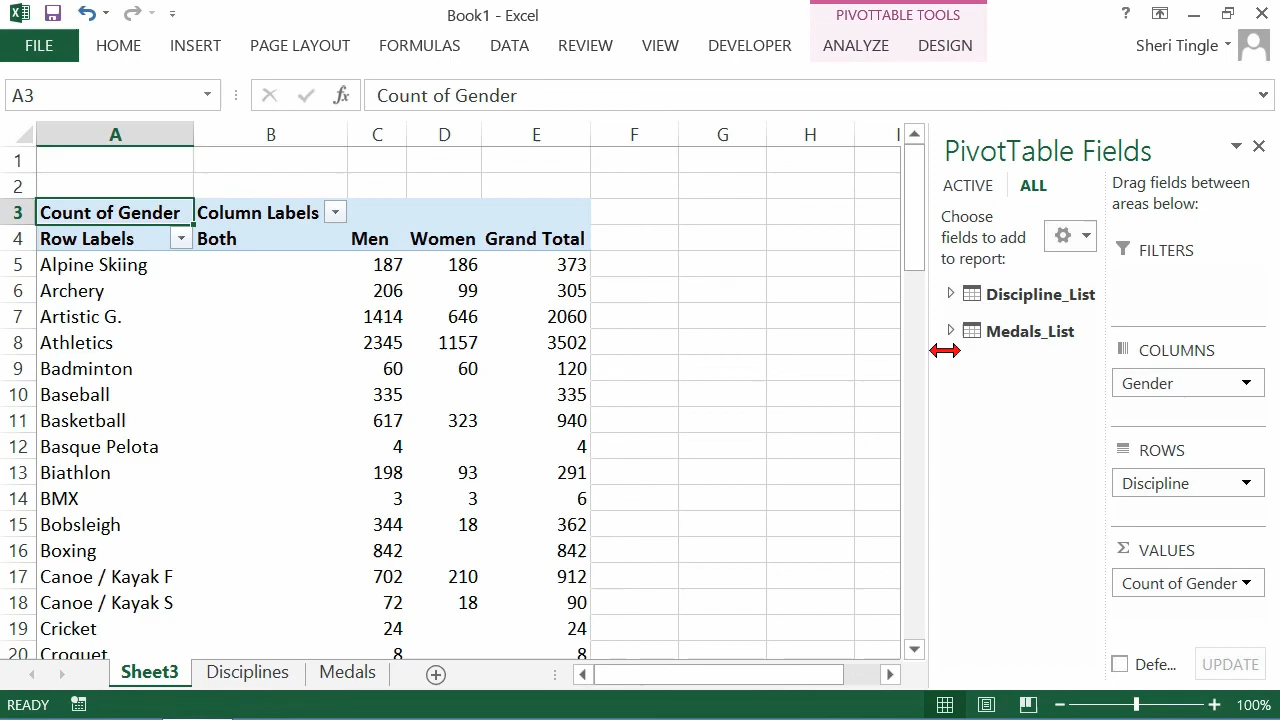 Book1 - Excel
PIVOTTABLE TOOLS
?
FILE HOME INSERT PAGE LAYOUT FORMULAS DATA REVIEW VIEW DEVELOPER ANALYZE DESIGN Sheri Tingle
A3 fx Count of Gender
A B C D E F G H I
1
2
3 Count of Gender Column Labels
4 Row Labels Both Men Women Grand Total
5 Alpine Skiing 187 186 373
6 Archery 206 99 305
7 Artistic G. 1414 646 2060
8 Athletics 2345 1157 3502
9 Badminton 60 60 120
10 Baseball 335 335
11 Basketball 617 323 940
12 Basque Pelota 4 4
13 Biathlon 198 93 291
14 BMX 3 3 6
15 Bobsleigh 344 18 362
16 Boxing 842 842
17 Canoe / Kayak F 702 210 912
18 Canoe / Kayak S 72 18 90
19 Cricket 24 24
20 Croquet 8 8
Sheet3 Disciplines Medals
PivotTable Fields
ACTIVE ALL
Choose
fields to add
to report:
Discipline_List
Medals_List
Drag fields between
areas below:
FILTERS
COLUMNS
Gender
ROWS
Discipline
Σ VALUES
Count of Gender
Defe... UPDATE
READY 100%